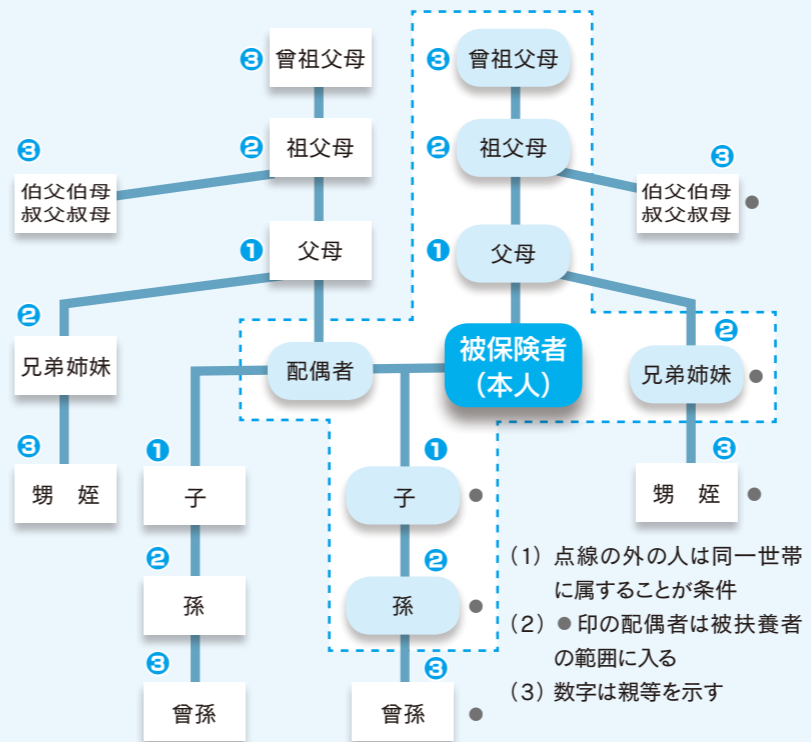 ❸ 曾祖父母
❸ 曾祖父母
❷ 祖父母
❷ 祖父母
❸
伯父伯母
叔父叔母
❸
伯父伯母
叔父叔母 ●
❶ 父母
❶ 父母
❷
兄弟姉妹
配偶者
被保険者
（本人）
❷
兄弟姉妹 ●
❸
甥 姪
❶
子
❶
子 ●
❸
甥 姪 ●
❷
孫
❷
孫 ●
❸
曾孫
❸
曾孫 ●
（1）点線の外の人は同一世帯
に属することが条件
（2）●印の配偶者は被扶養者
の範囲に入る
（3）数字は親等を示す